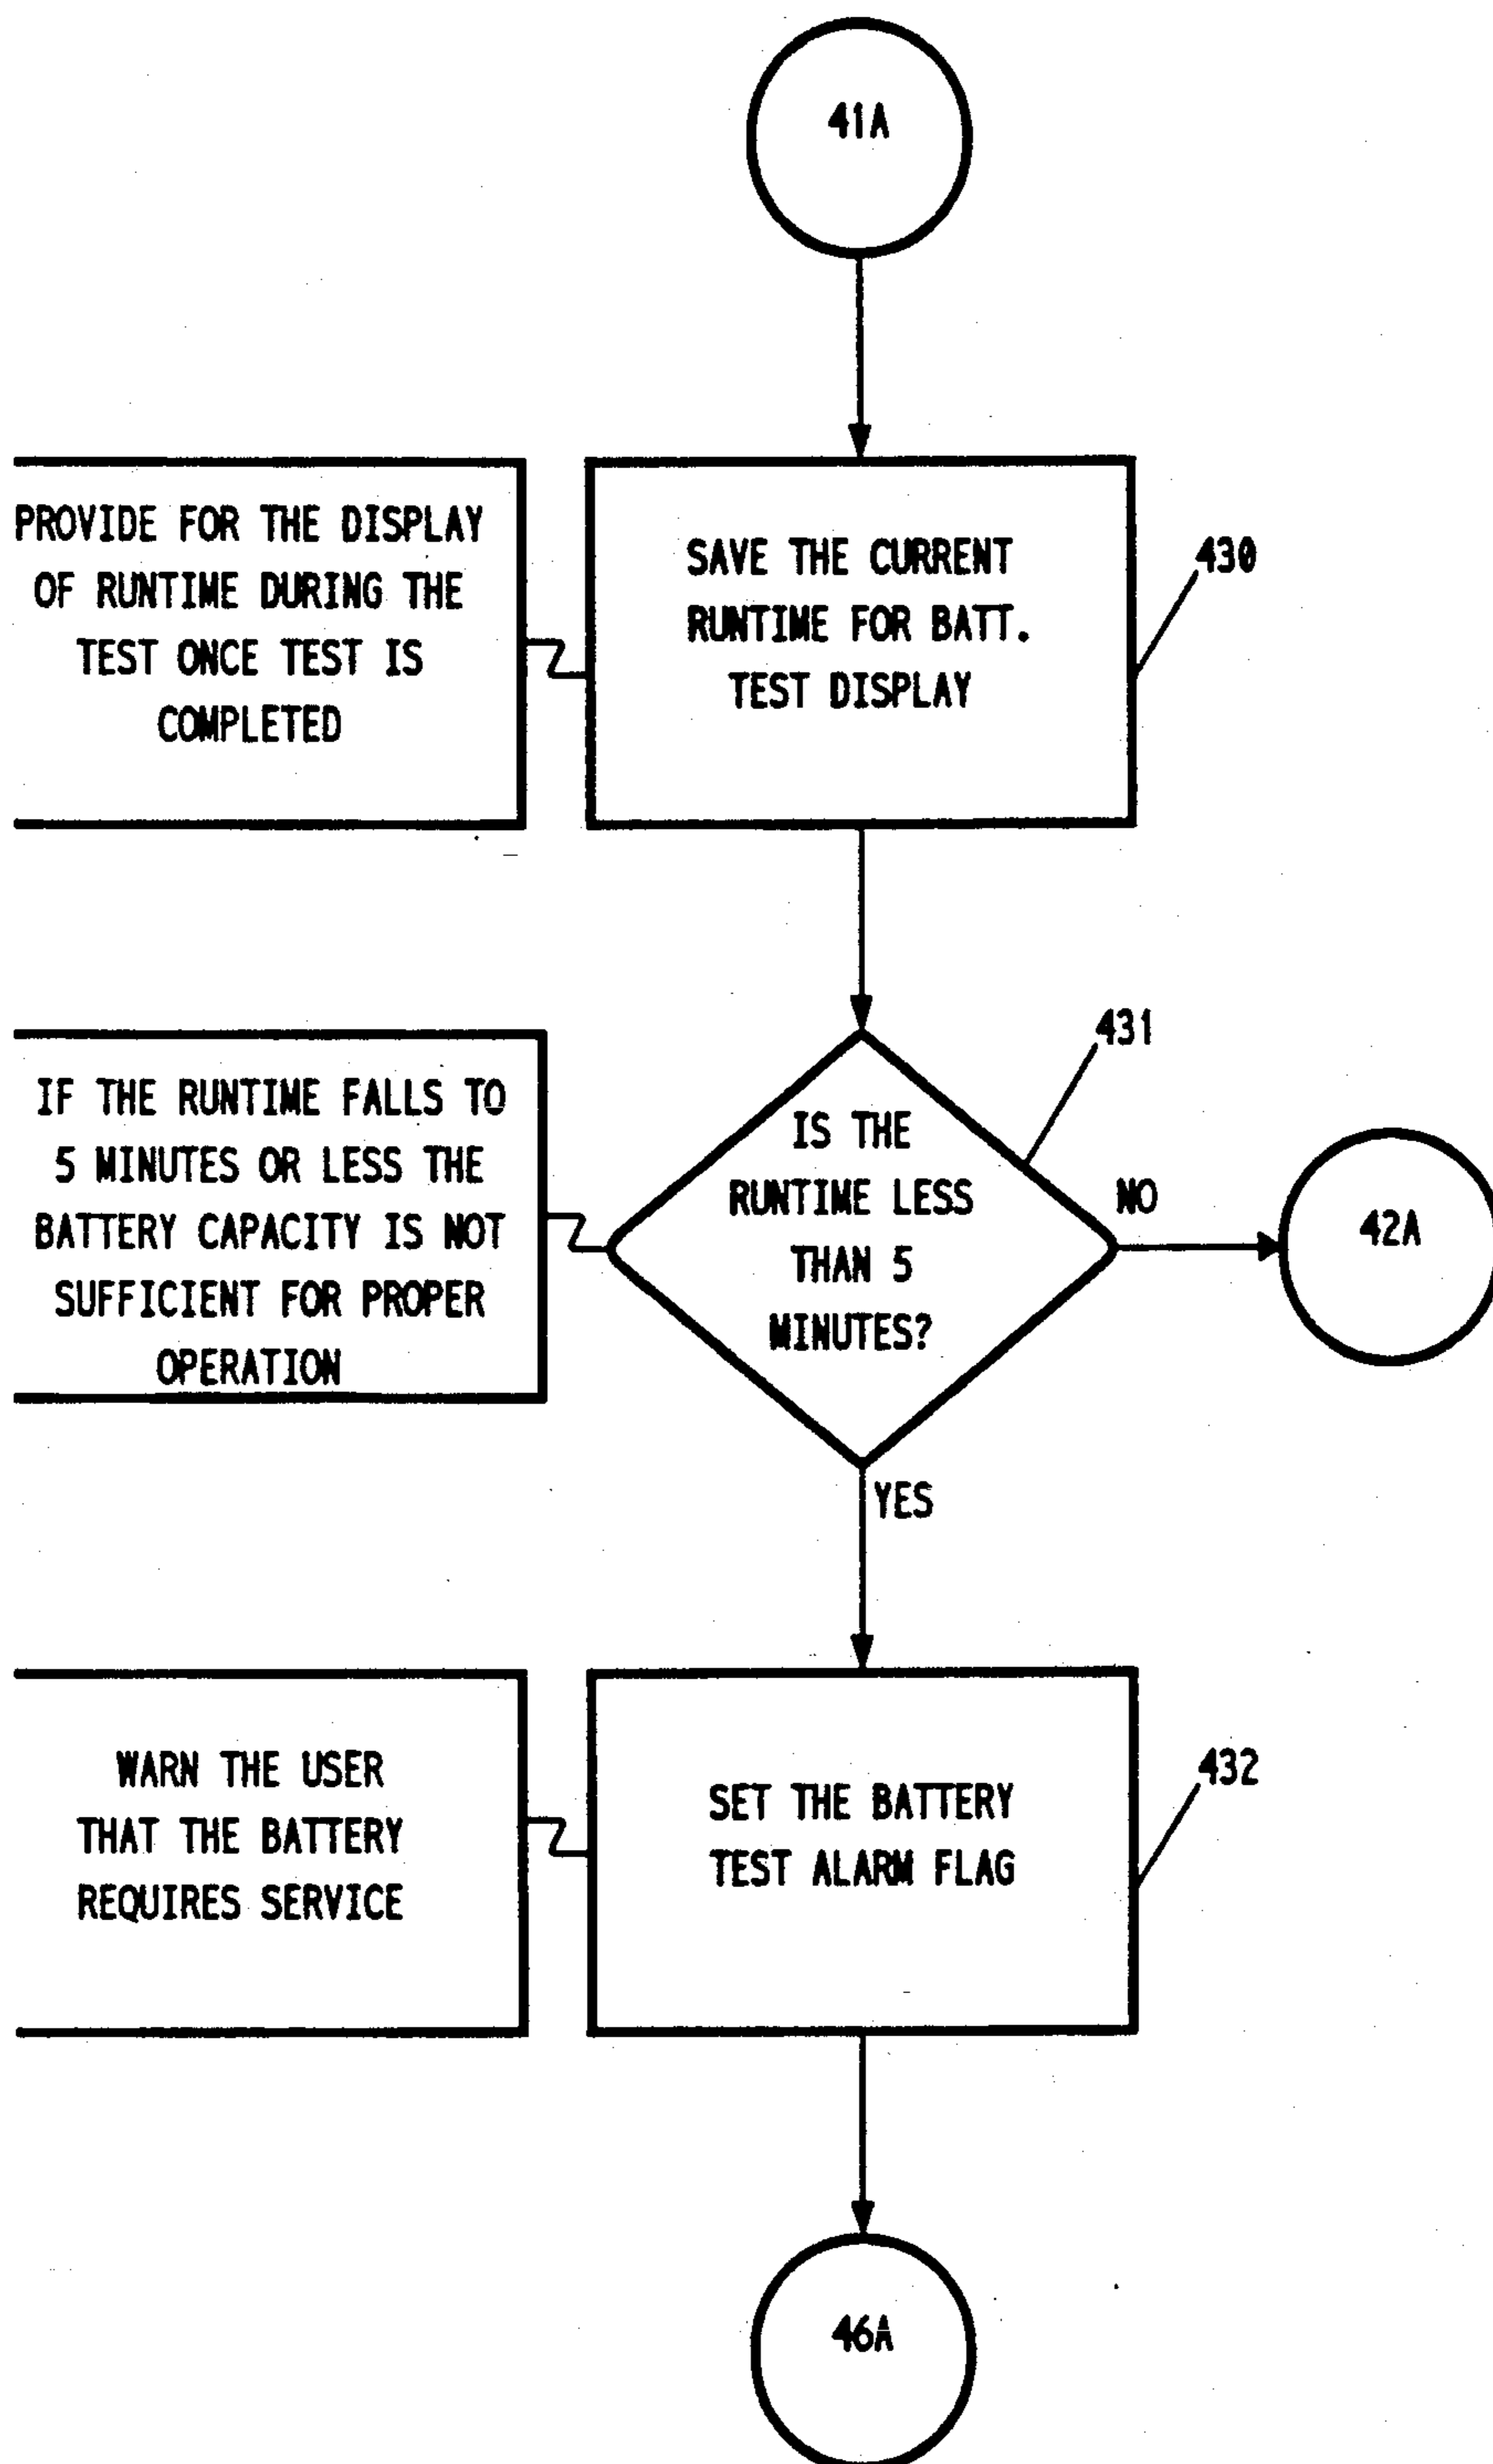 41A
PROVIDE FOR THE DISPLAY
OF RUNTIME DURING THE
TEST ONCE TEST IS
COMPLETED
SAVE THE CURRENT
RUNTIME FOR BATT.
TEST DISPLAY
430
IF THE RUNTIME FALLS TO
5 MINUTES OR LESS THE
BATTERY CAPACITY IS NOT
SUFFICIENT FOR PROPER
OPERATION
431
IS THE
RUNTIME LESS
THAN 5
MINUTES?
NO
42A
YES
WARN THE USER
THAT THE BATTERY
REQUIRES SERVICE
SET THE BATTERY
TEST ALARM FLAG
432
46A